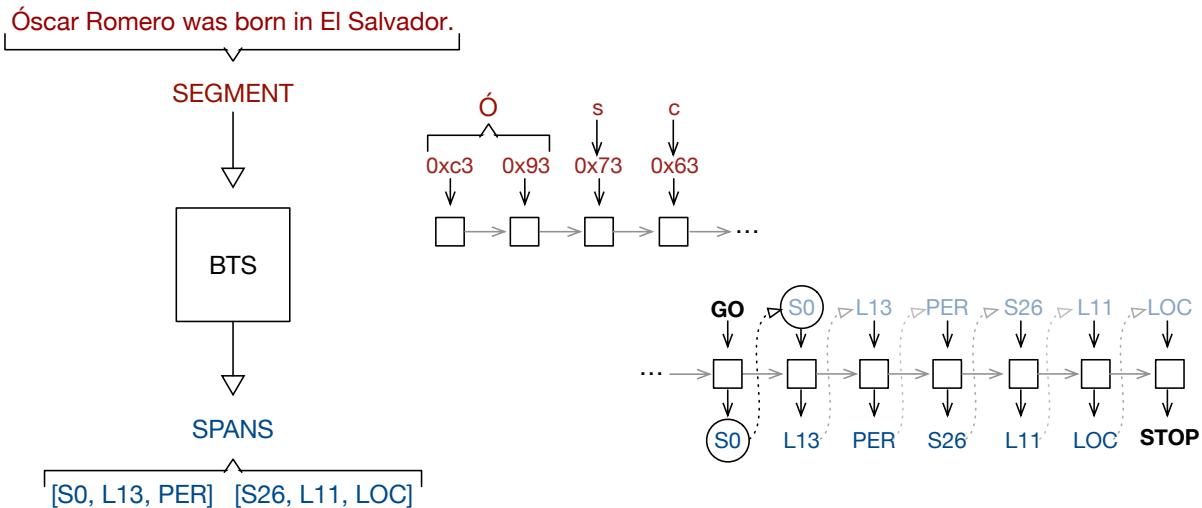 Óscar Romero was born in El Salvador.
SEGMENT
BTS
SPANS
[S0, L13, PER] [S26, L11, LOC]
Ó s c
0xc3 0x93 0x73 0x63
...
GO S0 L13 PER S26 L11 LOC
...
S0 L13 PER S26 L11 LOC STOP